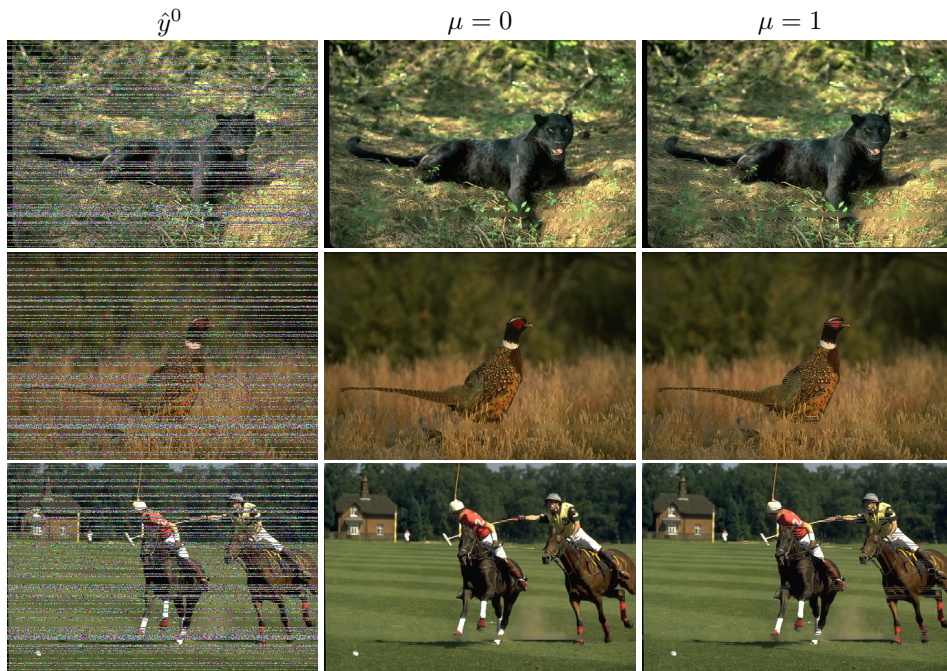 ŷ⁰ μ = 0 μ = 1